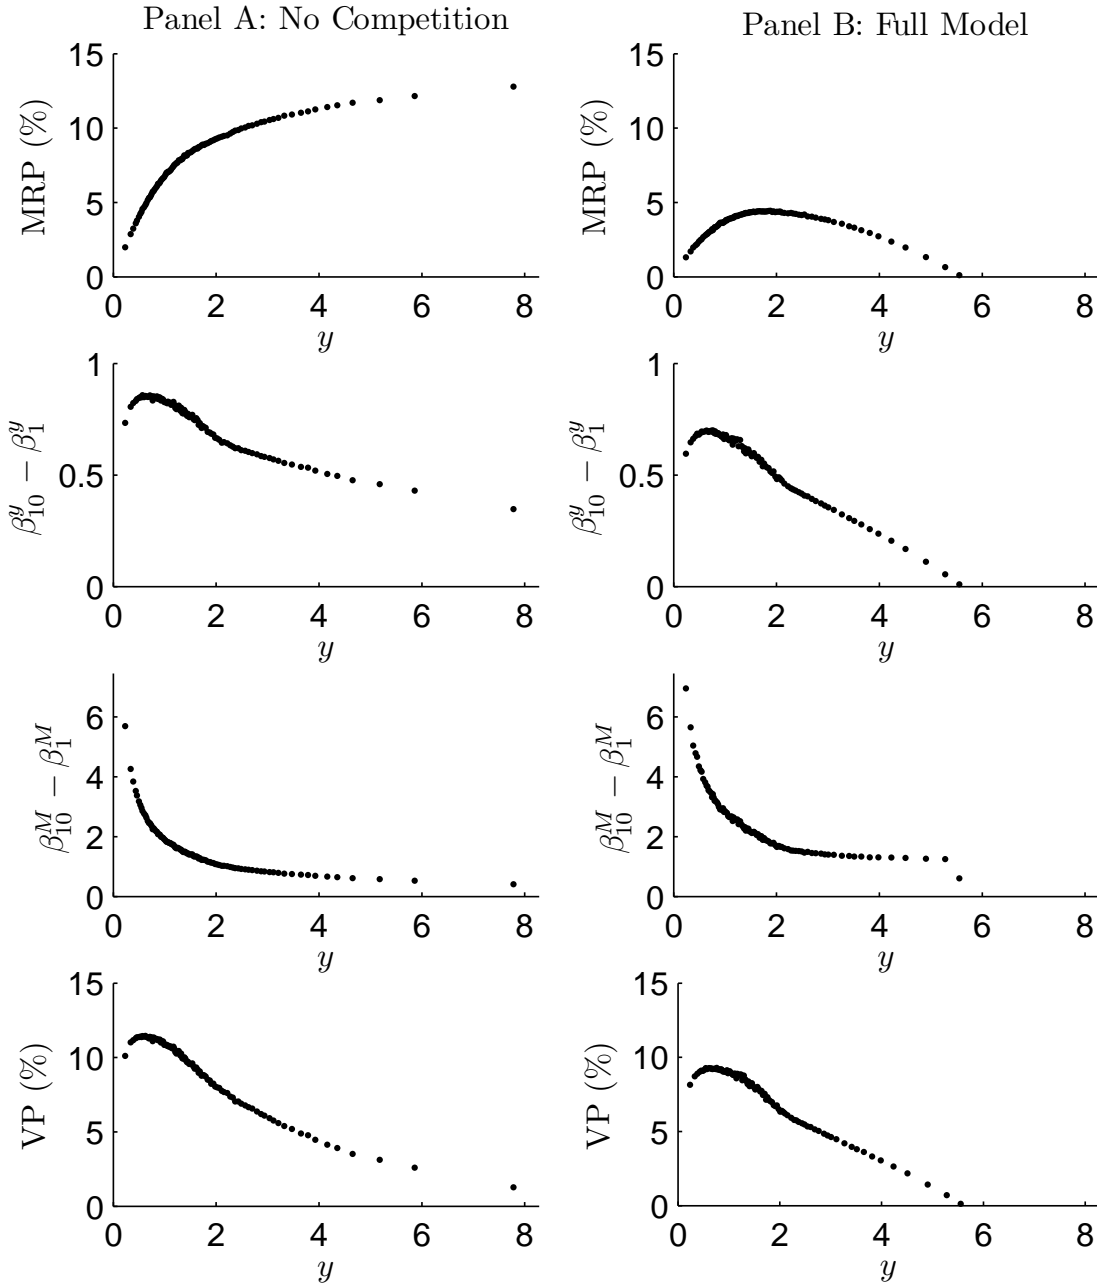 Panel A: No Competition
Panel B: Full Model
MRP (%)
15
10
5
0
0 2 4 6 8
y
MRP (%)
15
10
5
0
0 2 4 6 8
y
β^y_10 − β^y_1
1
0.5
0
0 2 4 6 8
y
β^y_10 − β^y_1
1
0.5
0
0 2 4 6 8
y
β^M_10 − β^M_1
6
4
2
0
0 2 4 6 8
y
β^M_10 − β^M_1
6
4
2
0
0 2 4 6 8
y
VP (%)
15
10
5
0
0 2 4 6 8
y
VP (%)
15
10
5
0
0 2 4 6 8
y